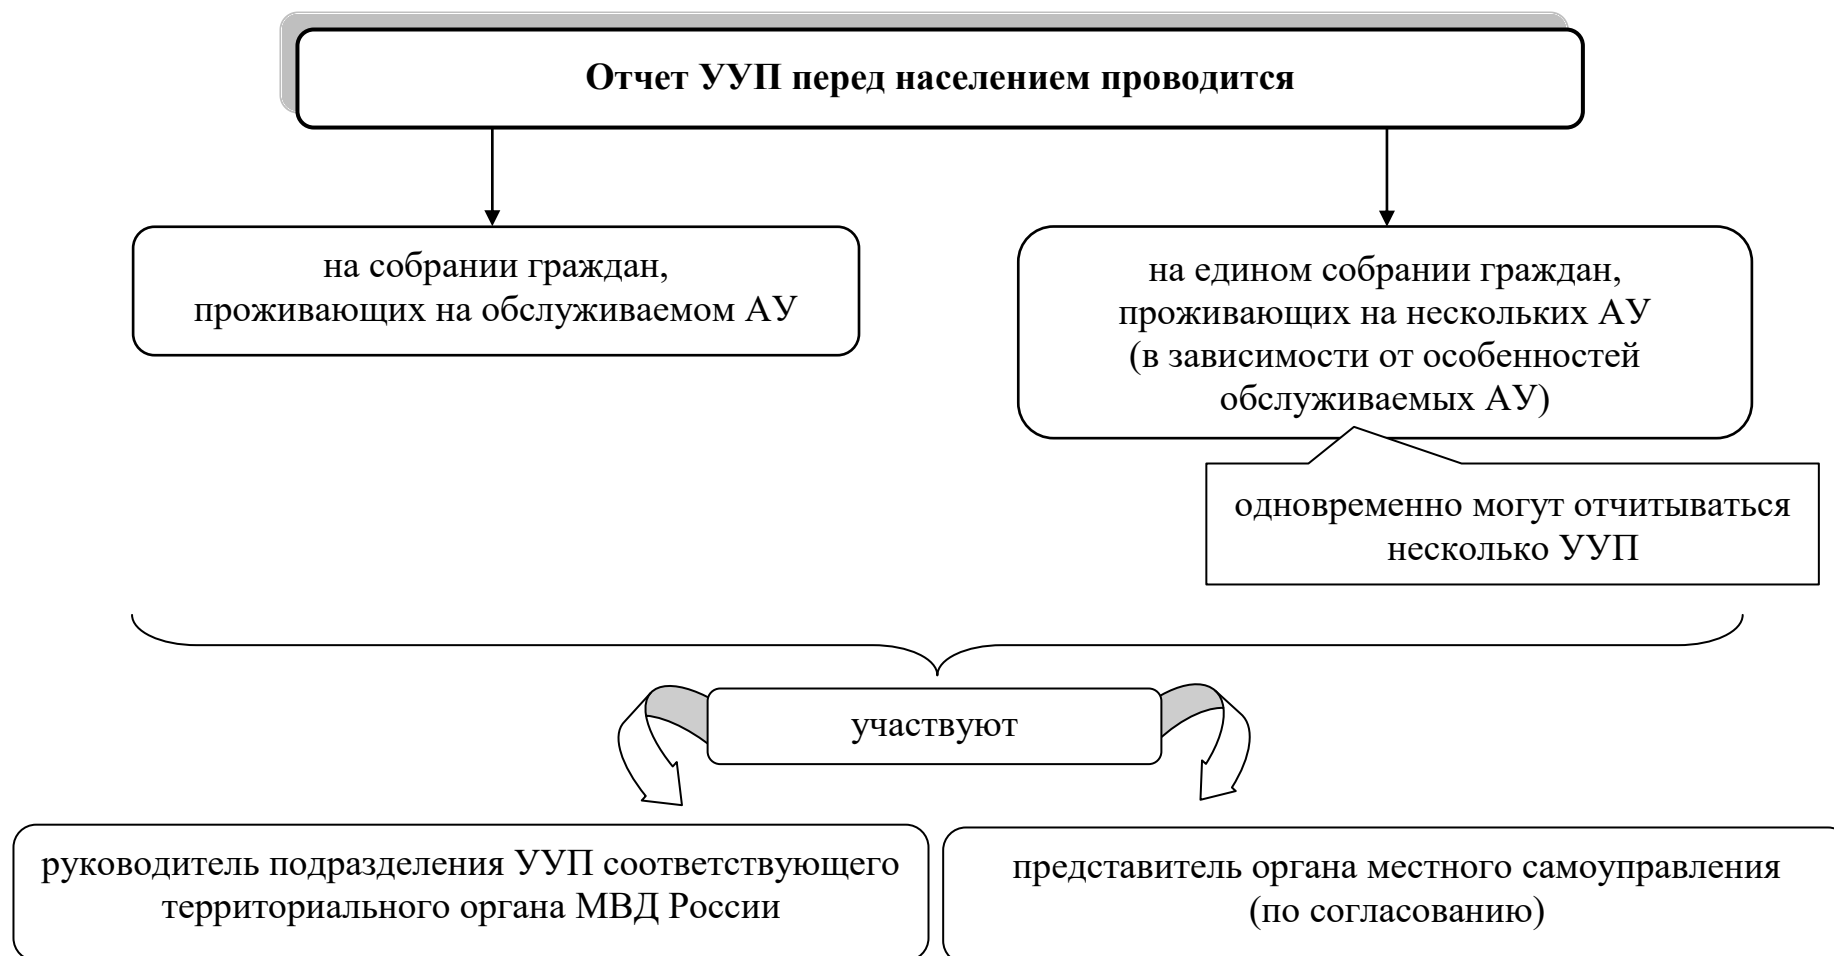 Отчет УУП перед населением проводится
на собрании граждан,
проживающих на обслуживаемом АУ
на едином собрании граждан,
проживающих на нескольких АУ
(в зависимости от особенностей
обслуживаемых АУ)
одновременно могут отчитываться
несколько УУП
участвуют
руководитель подразделения УУП соответствующего
территориального органа МВД России
представитель органа местного самоуправления
(по согласованию)